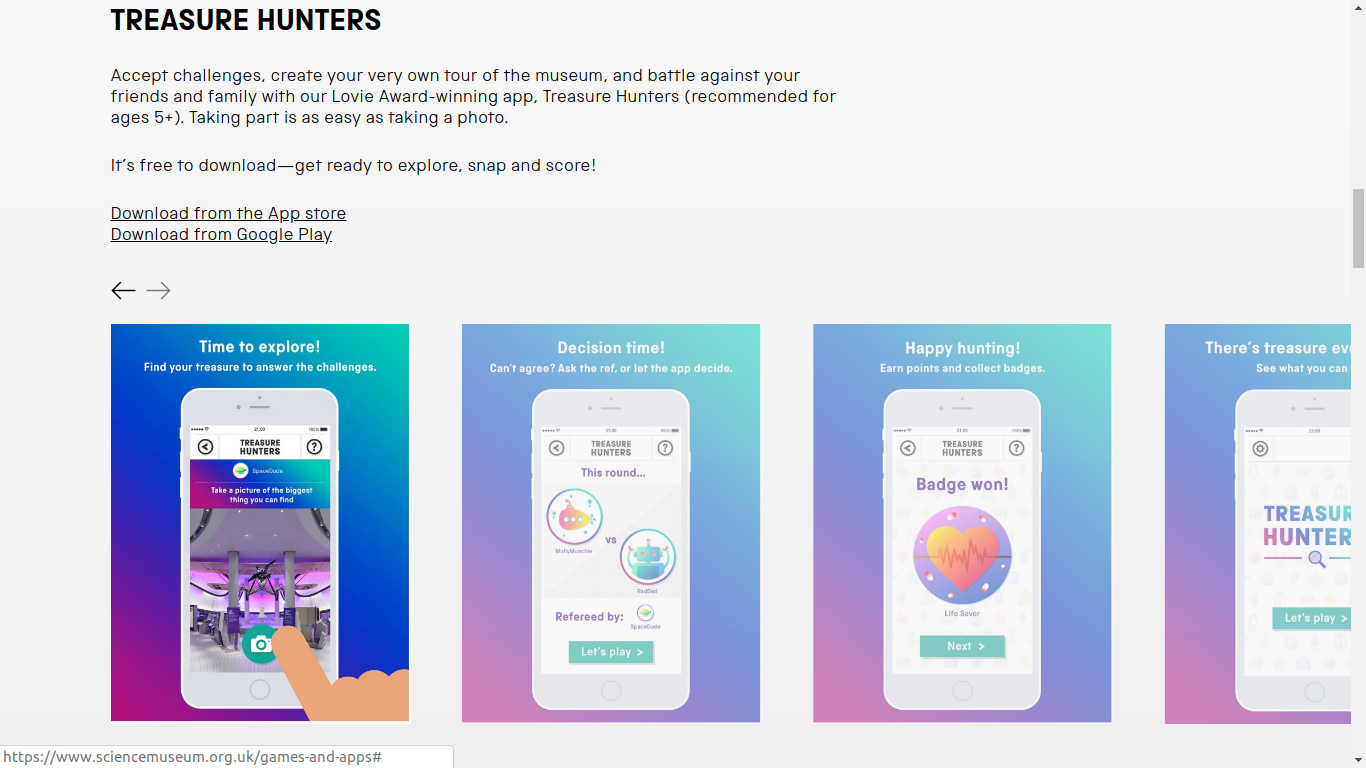 TREASURE HUNTERS
Accept challenges, create your very own tour of the museum, and battle against your
friends and family with our Lovie Award-winning app, Treasure Hunters (recommended for
ages 5+). Taking part is as easy as taking a photo.
It's free to download—get ready to explore, snap and score!
Download from the App store
Download from Google Play
Time to explore!
Find your treasure to answer the challenges.
21:00
100%
TREASURE
HUNTERS
?
SpaceDude
Take a picture of the biggest
thing you can find
Decision time!
Can't agree? Ask the ref, or let the app decide.
21:00
100%
TREASURE
HUNTERS
?
This round...
MollyMunchie
VS
RadDad
Refereed by:
SpaceDude
Let's play >
Happy hunting!
Earn points and collect badges.
21:00
100%
TREASURE
HUNTERS
?
Badge won!
Life Saver
Next >
There's treasure eve
See what you can
21:00
TREASUR
HUNTER
Let's play >
https://www.sciencemuseum.org.uk/games-and-apps#